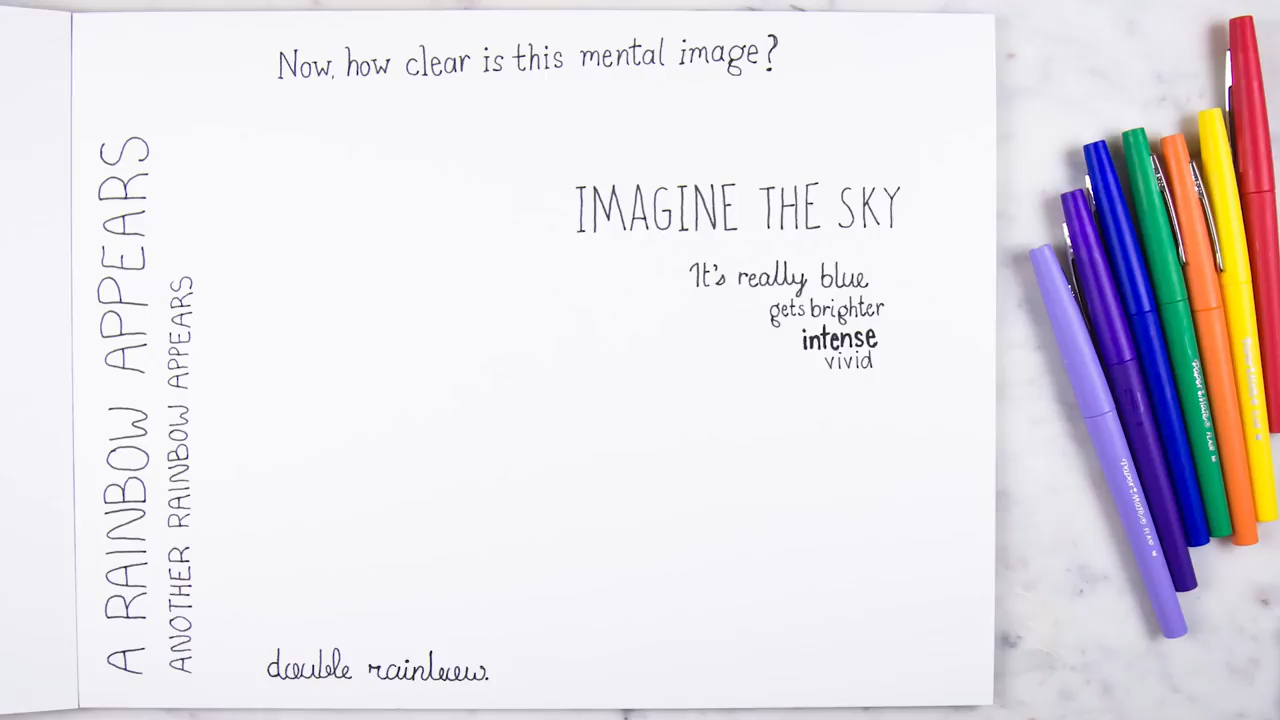 Now, how clear is this mental image?
IMAGINE THE SKY
It's really blue
gets brighter
intense
vivid
A RAINBOW APPEARS
ANOTHER RAINBOW APPEARS
double rainbow.